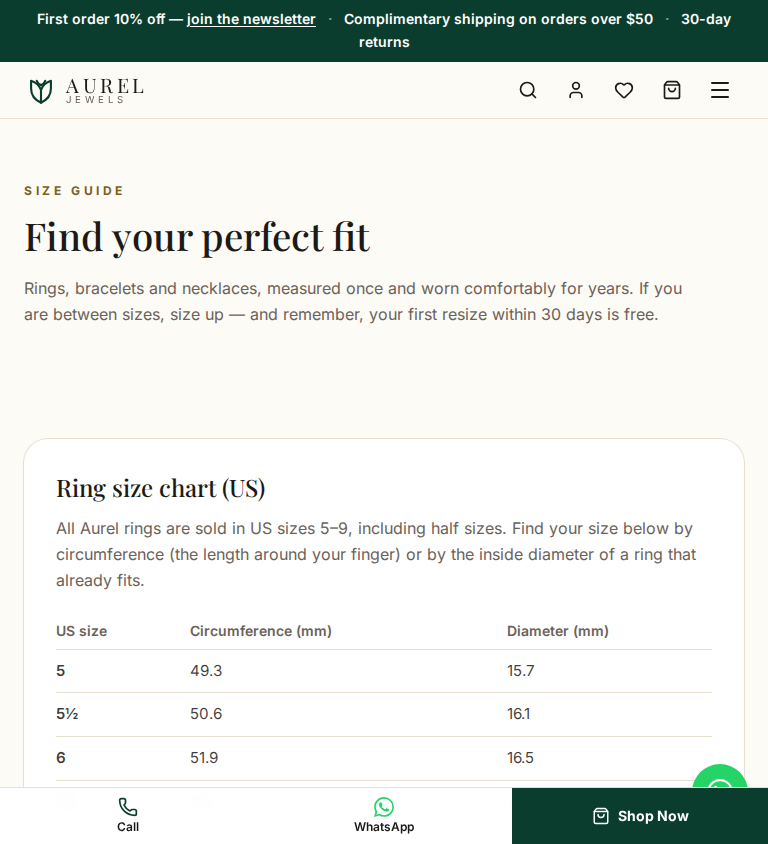 First order 10% off — join the newsletter · Complimentary shipping on orders over $50 · 30-day
returns
AUREL
JEWELS
SIZE GUIDE
Find your perfect fit
Rings, bracelets and necklaces, measured once and worn comfortably for years. If you
are between sizes, size up — and remember, your first resize within 30 days is free.
Ring size chart (US)
All Aurel rings are sold in US sizes 5–9, including half sizes. Find your size below by
circumference (the length around your finger) or by the inside diameter of a ring that
already fits.
US size Circumference (mm) Diameter (mm)
5 49.3 15.7
5½ 50.6 16.1
6 51.9 16.5
Call WhatsApp Shop Now